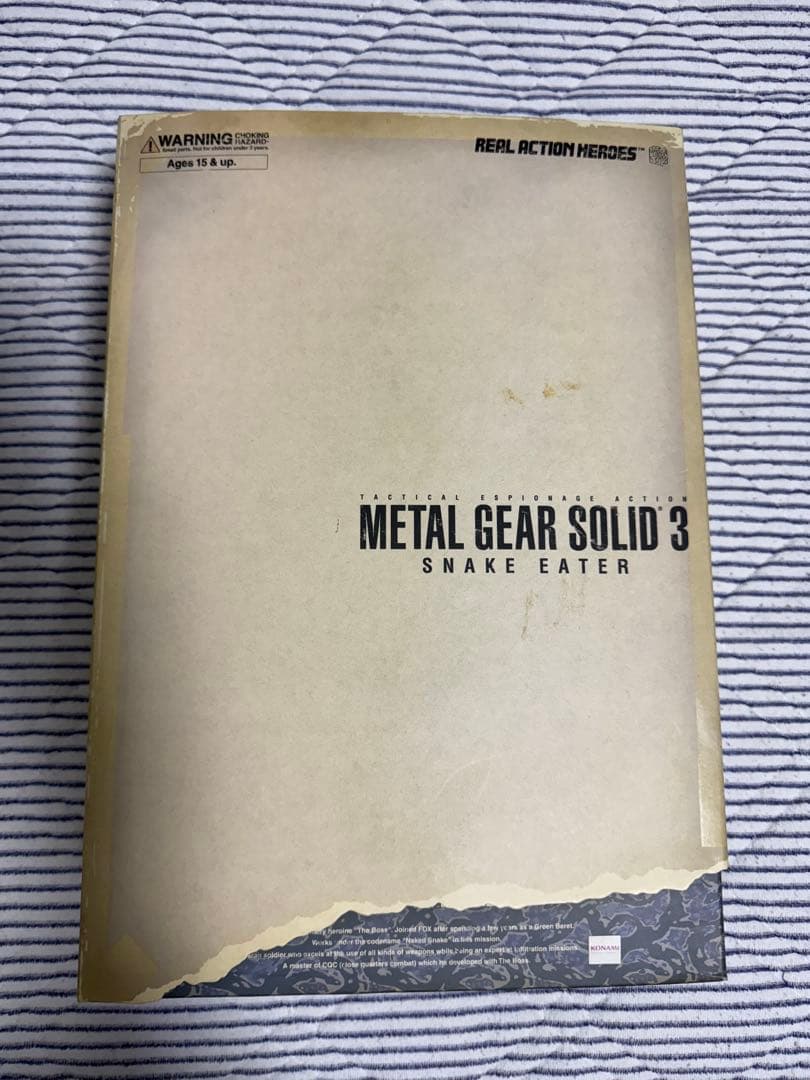 WARNING CHOKING HAZARD-
Small parts. Not for children under 3 years.
Ages 15 & up.
REAL ACTION HEROES™
TACTICAL ESPIONAGE ACTION
METAL GEAR SOLID® 3
SNAKE EATER
heroine "The Boss". Joined FOX after spending a few years as a Green Beret.
Works under the codename "Naked Snake" in this mission.
soldier who excels at the use of all kinds of weapons while being an expert at infiltration missions.
A master of CQC (close quarters combat) which he developed with The Boss.
KONAMI